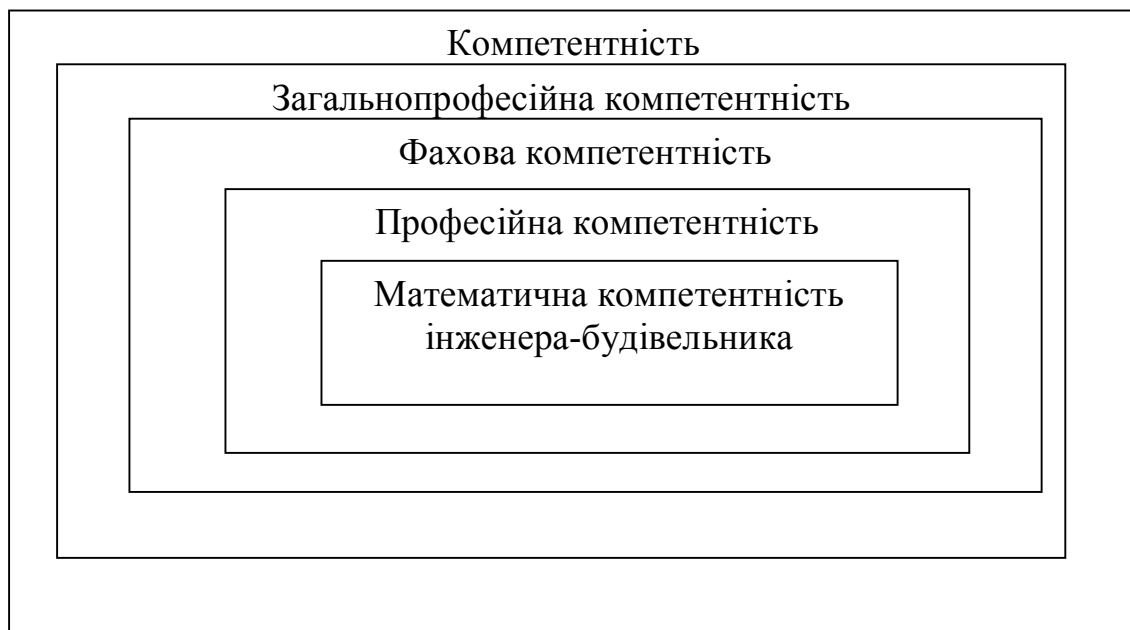 Компетентність
Загальнопрофесійна компетентність
Фахова компетентність
Професійна компетентність
Математична компетентність
інженера-будівельника